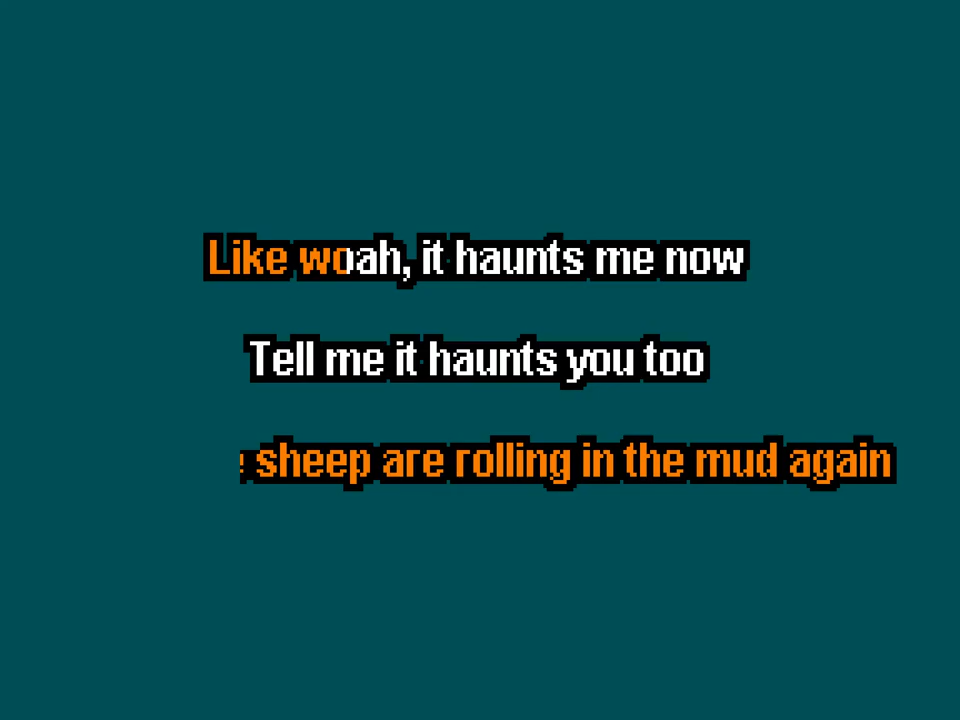 Like woah, it haunts me now
Tell me it haunts you too
sheep are rolling in the mud again